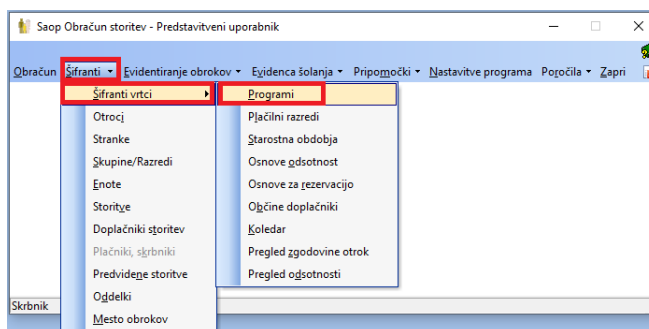 Saop Obračun storitev - Predstavitveni uporabnik
Obračun Šifranti Evidentiranje obrokov Evidenca šolanja Pripomočki Nastavitve programa Poročila Zapri
Šifranti vrtci
Otroci
Stranke
Skupine/Razredi
Enote
Storitve
Doplačniki storitev
Plačniki, skrbniki
Predvidene storitve
Oddelki
Mesto obrokov
Programi
Plačilni razredi
Starostna obdobja
Osnove odsotnost
Osnove za rezervacijo
Občine doplačniki
Koledar
Pregled zgodovine otrok
Pregled odsotnosti
Skrbnik